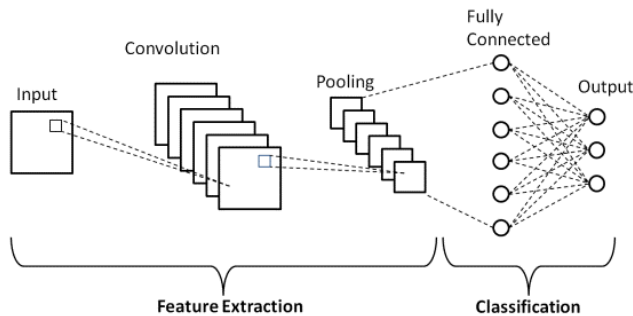 Input
Convolution
Pooling
Fully
Connected
Output
Feature Extraction
Classification